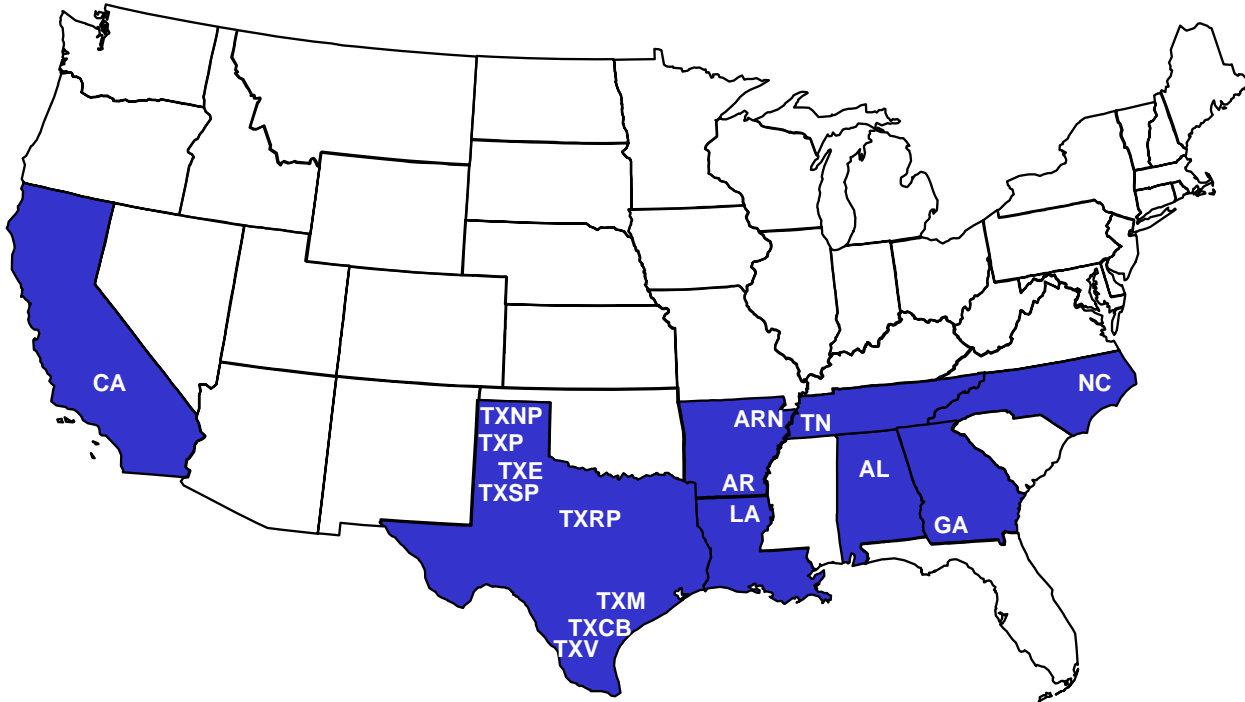 CA
NC
TXNP
ARN
TN
TXP
TXE
AL
TXSP
AR
LA
TXRP
GA
TXM
TXCB
TXV